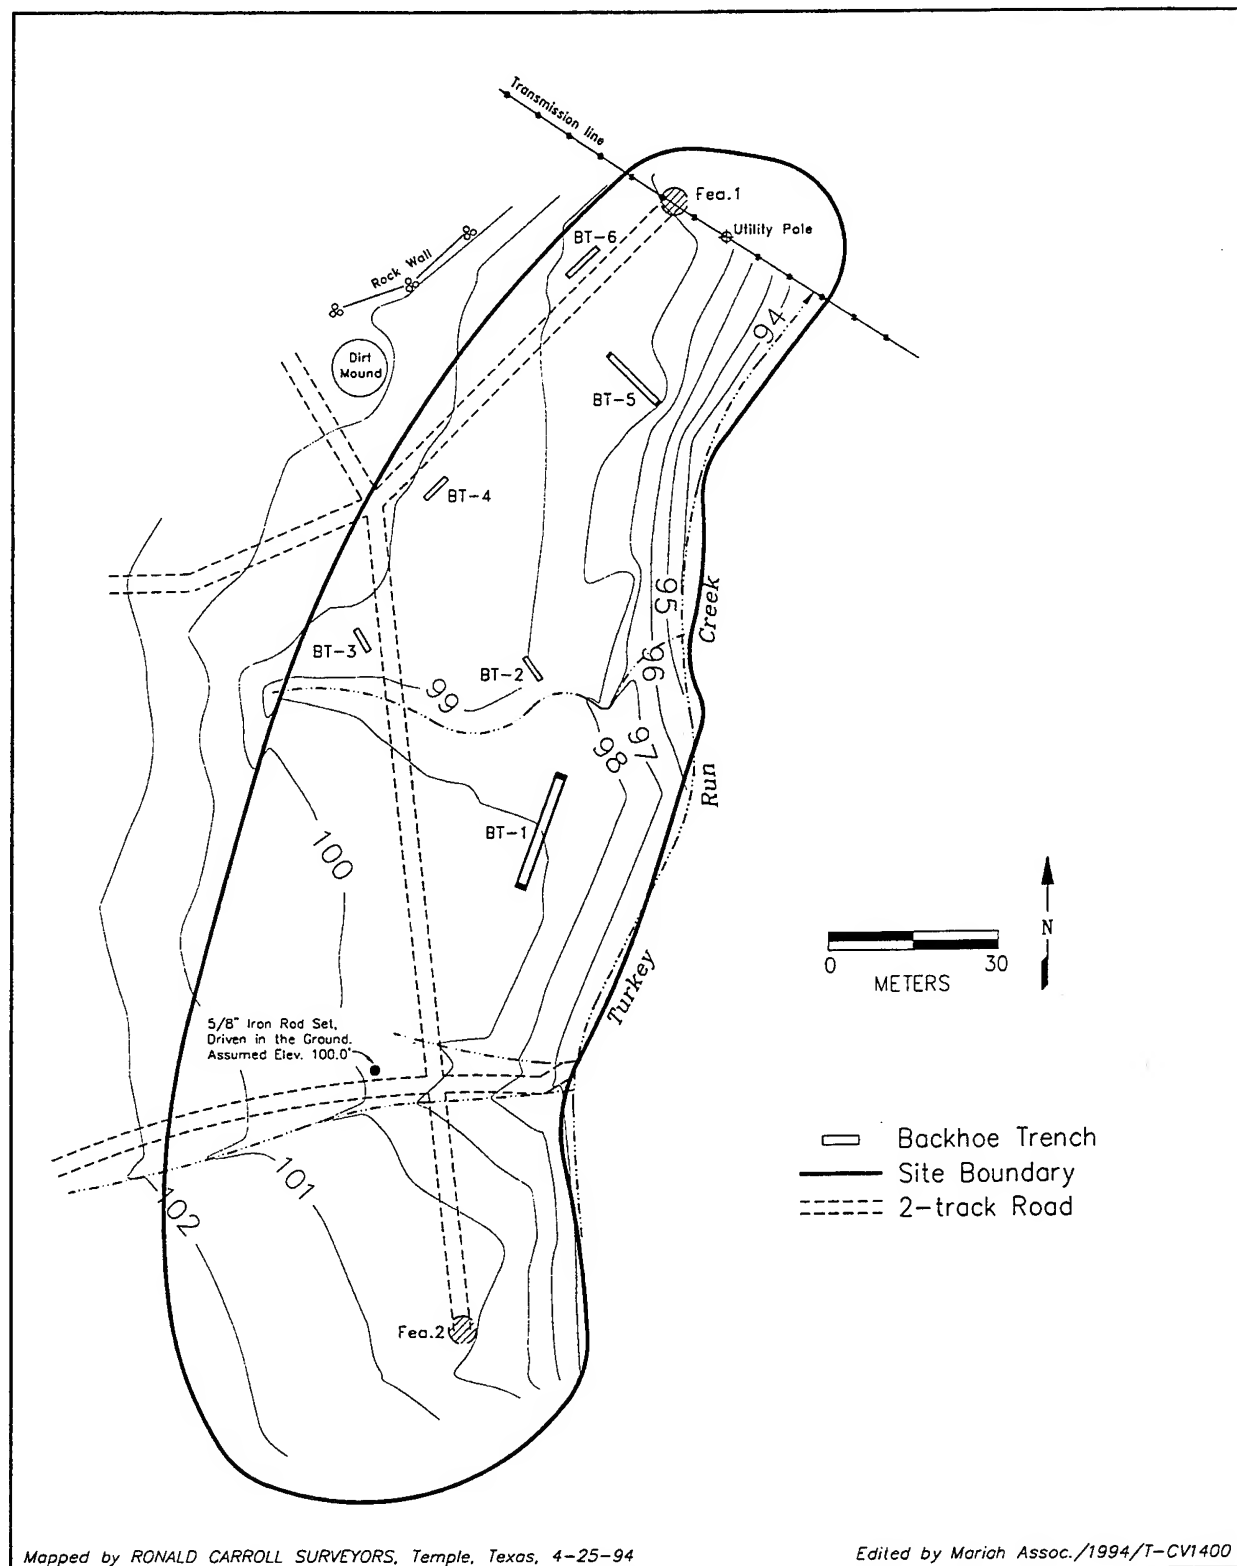 Transmission line
Fea.1
Utility Pole
BT-6
Rock Wall
94
Dirt
Mound
BT-5
BT-4
95
Creek
BT-3
BT-2
96
99
97
98
Run
BT-1
100
N
0 30
METERS
Turkey
5/8" Iron Rod Set,
Driven in the Ground.
Assumed Elev. 100.0'
Backhoe Trench
Site Boundary
2-track Road
101
102
Fea.2
Mapped by RONALD CARROLL SURVEYORS, Temple, Texas, 4-25-94
Edited by Mariah Assoc./1994/T-CV1400